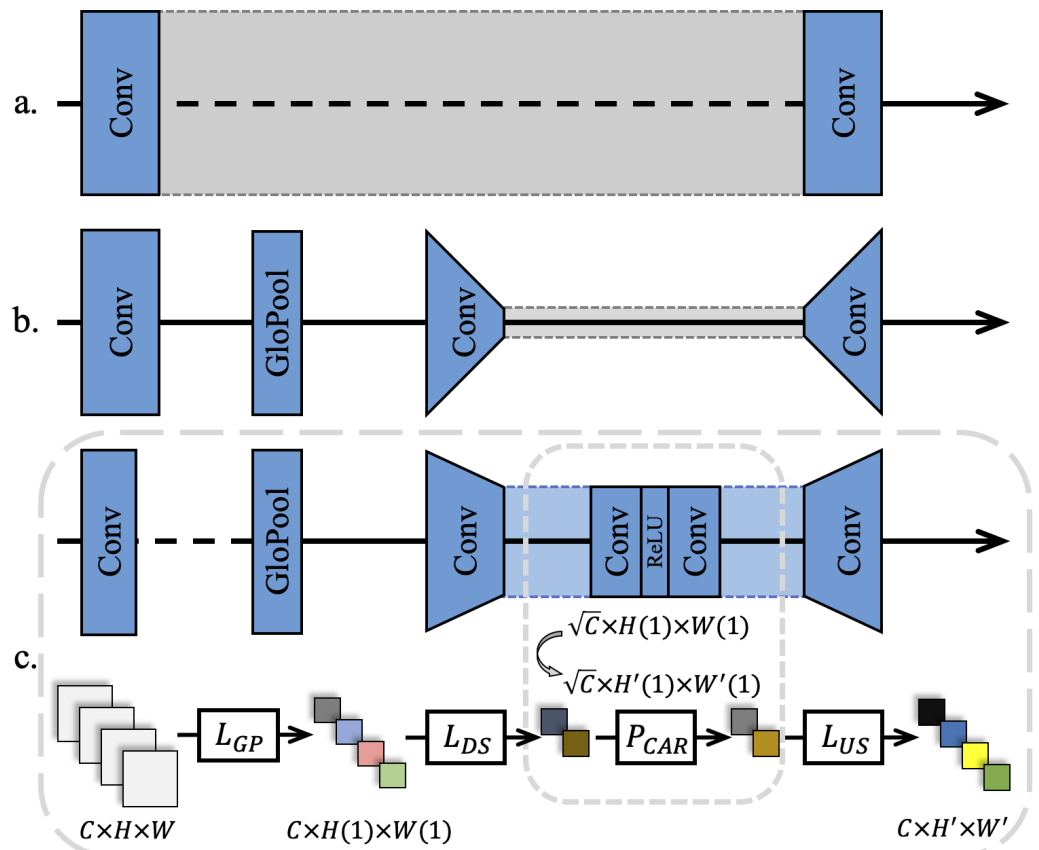 a.
Conv
Conv
b.
Conv
GloPool
Conv
Conv
Conv
GloPool
Conv
Conv
ReLU
Conv
Conv
√C×H(1)×W(1)
√C×H′(1)×W′(1)
c.
L_GP
L_DS
P_CAR
L_US
C×H×W
C×H(1)×W(1)
C×H′×W′